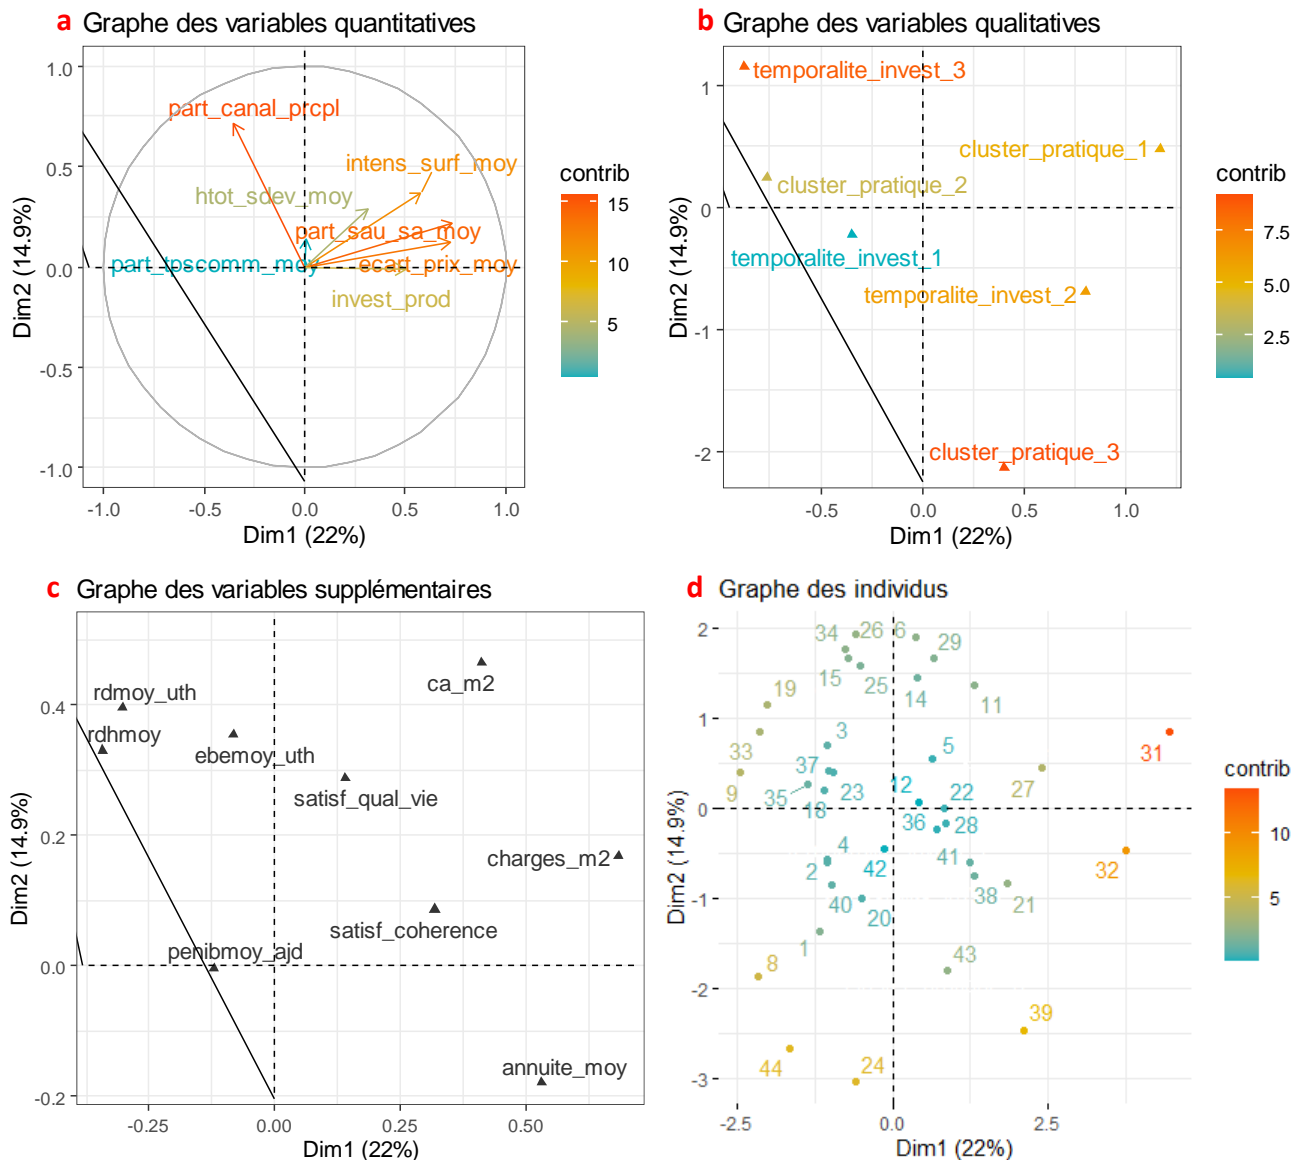 a Graphe des variables quantitatives
1.0
0.5
0.0
-0.5
-1.0
Dim2 (14.9%)
part_canal_prcpl
intens_surf_moy
htot_sdev_moy
part_sau_sa_moy
part_tpscomm_moy
ecart_prix_moy
invest_prod
-1.0 -0.5 0.0 0.5 1.0
Dim1 (22%)
contrib
15
10
5
b Graphe des variables qualitatives
1
0
-1
-2
Dim2 (14.9%)
temporalite_invest_3
cluster_pratique_1
cluster_pratique_2
temporalite_invest_1
temporalite_invest_2
cluster_pratique_3
-0.5 0.0 0.5 1.0
Dim1 (22%)
contrib
7.5
5.0
2.5
c Graphe des variables supplémentaires
0.4
0.2
0.0
-0.2
Dim2 (14.9%)
rdmoy_uth
ca_m2
rdhmoy
ebemoy_uth
satisf_qual_vie
charges_m2
satisf_coherence
penibmoy_ajd
annuite_moy
-0.25 0.00 0.25 0.50
Dim1 (22%)
d Graphe des individus
2
1
0
-1
-2
-3
Dim2 (14.9%)
34 26 6
29
15 25
19 14 11
3 5
33 37 31
9 35 18 23 12 22 27
36 28
4 41
2 42 32
40 20 38 21
1
8 43
39
44 24
-2.5 0.0 2.5
Dim1 (22%)
contrib
10
5